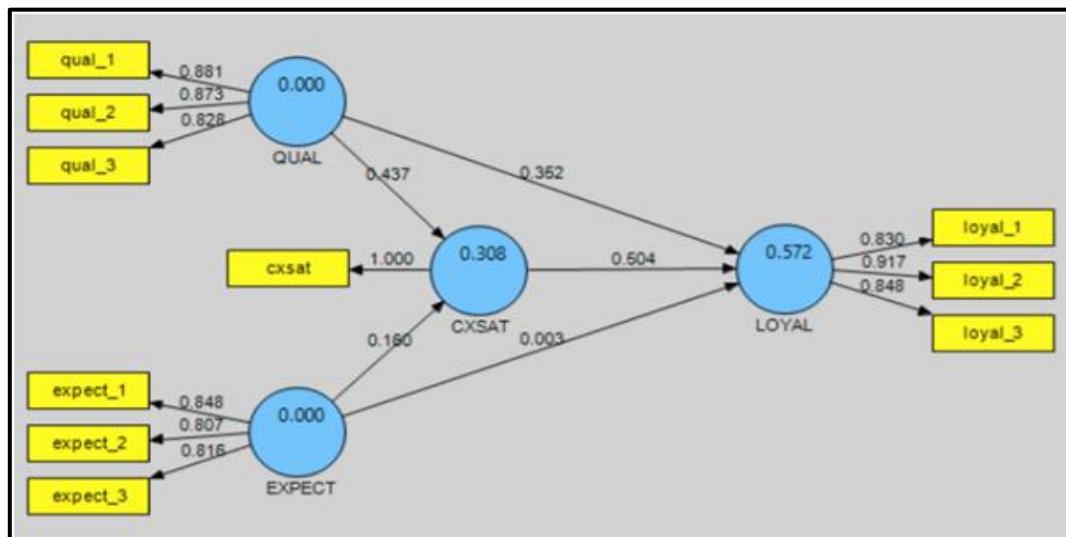 qual_1
0.881
0.000
qual_2
0.873
0.828
qual_3
QUAL
0.437
0.352
loyal_1
0.830
cxsat
1.000
0.308
0.504
0.572
0.917
loyal_2
0.848
CXSAT
LOYAL
loyal_3
0.160
0.003
expect_1
0.848
0.000
expect_2
0.807
0.816
expect_3
EXPECT